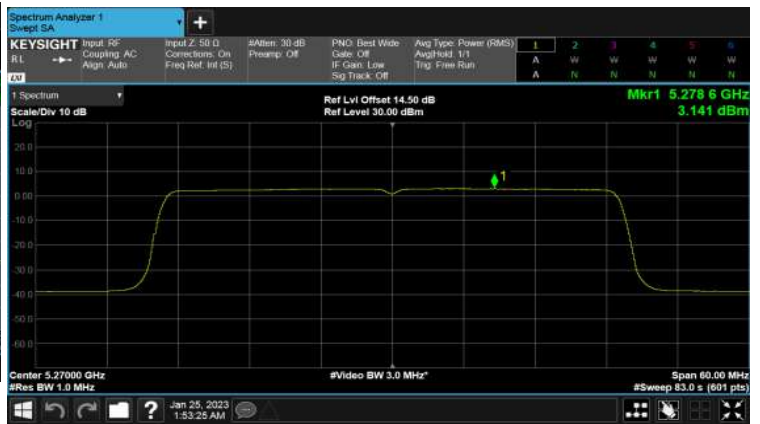 Spectrum Analyzer 1
Swept SA
+
KEYSIGHT
RL
LXI
Input: RF
Coupling: AC
Align: Auto
Input Z: 50 Ω
Corrections: On
Freq Ref: Int (S)
#Atten: 30 dB
Preamp: Off
PNO: Best Wide
Gate: Off
IF Gain: Low
Sig Track: Off
Avg Type: Power (RMS)
Avg|Hold: 1/1
Trig: Free Run
1 2 3 4 5 6
A W W W W W
A N N N N N
1 Spectrum
Scale/Div 10 dB
Log
Ref Lvl Offset 14.50 dB
Ref Level 30.00 dBm
Mkr1 5.278 6 GHz
3.141 dBm
20.0
10.0
0.00
-10.0
-20.0
-30.0
-40.0
-50.0
-60.0
1
Center 5.27000 GHz
#Res BW 1.0 MHz
#Video BW 3.0 MHz*
Span 60.00 MHz
#Sweep 83.0 s (601 pts)
?
Jan 25, 2023
1:53:25 AM